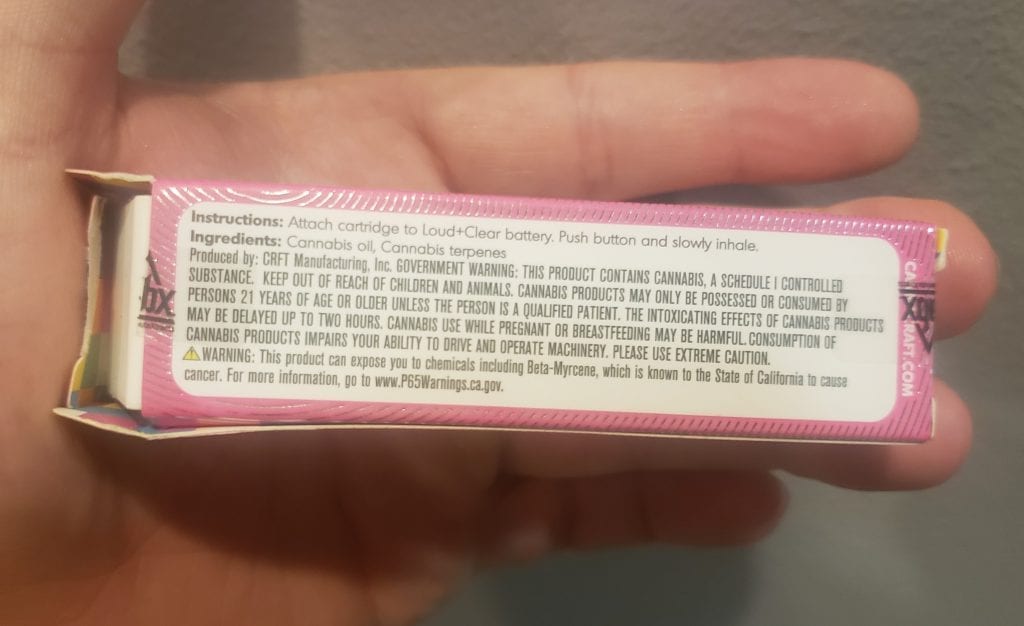 Instructions: Attach cartridge to Loud+Clear battery. Push button and slowly inhale.
Ingredients: Cannabis oil, Cannabis terpenes
Produced by: CRFT Manufacturing, Inc. GOVERNMENT WARNING: THIS PRODUCT CONTAINS CANNABIS, A SCHEDULE I CONTROLLED
SUBSTANCE. KEEP OUT OF REACH OF CHILDREN AND ANIMALS. CANNABIS PRODUCTS MAY ONLY BE POSSESSED OR CONSUMED BY
PERSONS 21 YEARS OF AGE OR OLDER UNLESS THE PERSON IS A QUALIFIED PATIENT. THE INTOXICATING EFFECTS OF CANNABIS PRODUCTS
MAY BE DELAYED UP TO TWO HOURS. CANNABIS USE WHILE PREGNANT OR BREASTFEEDING MAY BE HARMFUL. CONSUMPTION OF
CANNABIS PRODUCTS IMPAIRS YOUR ABILITY TO DRIVE AND OPERATE MACHINERY. PLEASE USE EXTREME CAUTION.
WARNING: This product can expose you to chemicals including Beta-Myrcene, which is known to the State of California to cause
cancer. For more information, go to www.P65Warnings.ca.gov.